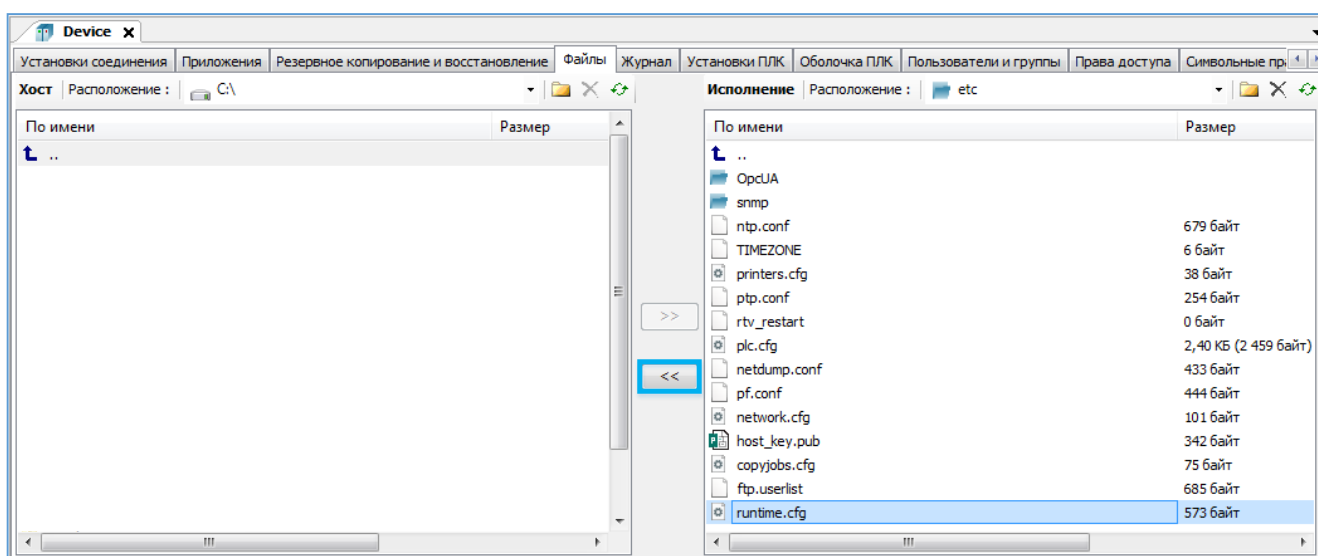 Device
Установки соединения Приложения Резервное копирование и восстановление Файлы Журнал Установки ПЛК Оболочка ПЛК Пользователи и группы Права доступа Символьные пр
Хост Расположение : C:\
Исполнение Расположение : etc
По имени Размер
..
>>
<<
По имени Размер
..
OpcUA
snmp
ntp.conf 679 байт
TIMEZONE 6 байт
printers.cfg 38 байт
ptp.conf 254 байт
rtv_restart 0 байт
plc.cfg 2,40 КБ (2 459 байт)
netdump.conf 433 байт
pf.conf 444 байт
network.cfg 101 байт
host_key.pub 342 байт
copyjobs.cfg 75 байт
ftp.userlist 685 байт
runtime.cfg 573 байт